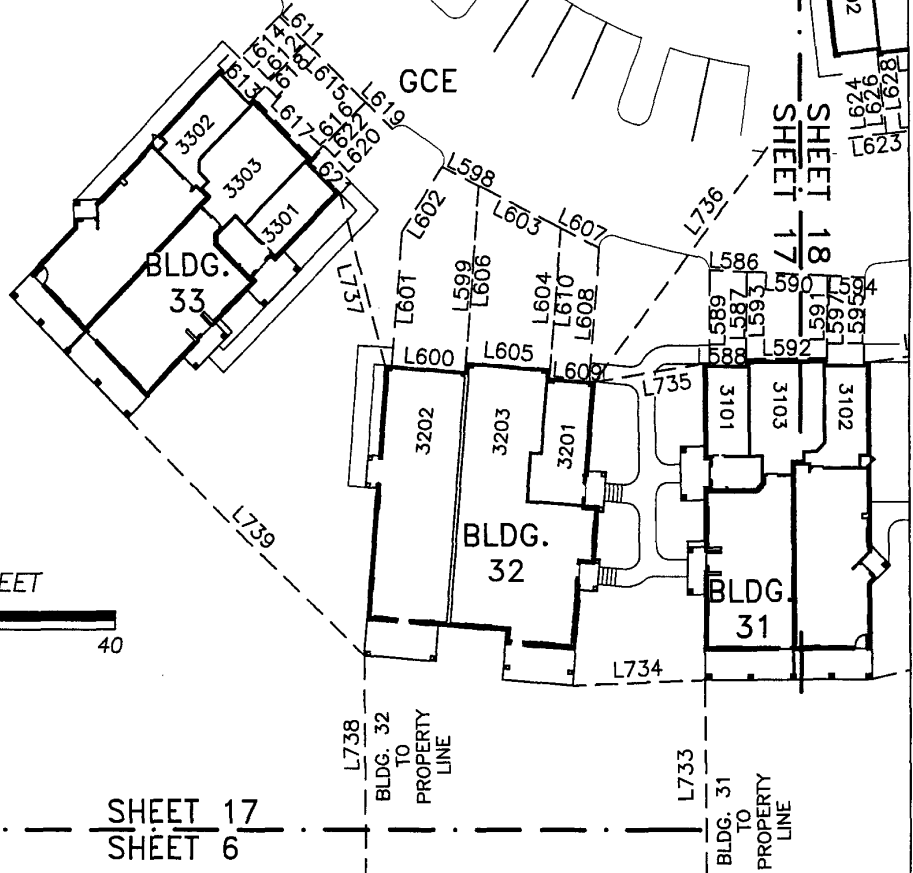 L611
L614
L612
L618
L613
L615
L619
L617
L616
L622
L620
L621
GCE
3302
3303
3301
BLDG.
33
L598
L602
L603
L607
L736
L601
L599
L606
L604
L610
L608
L737
L600
L605
L609
L735
3202
3203
3201
BLDG.
32
SHEET 18
SHEET 17
L624
L626
L628
L623
L586
L590
L594
L589
L587
L593
L591
L597
L595
L588
L592
3101
3103
3102
BLDG.
31
L739
EET
40
L734
L738
BLDG. 32
TO
PROPERTY
LINE
L733
BLDG. 31
TO
PROPERTY
LINE
SHEET 17
SHEET 6